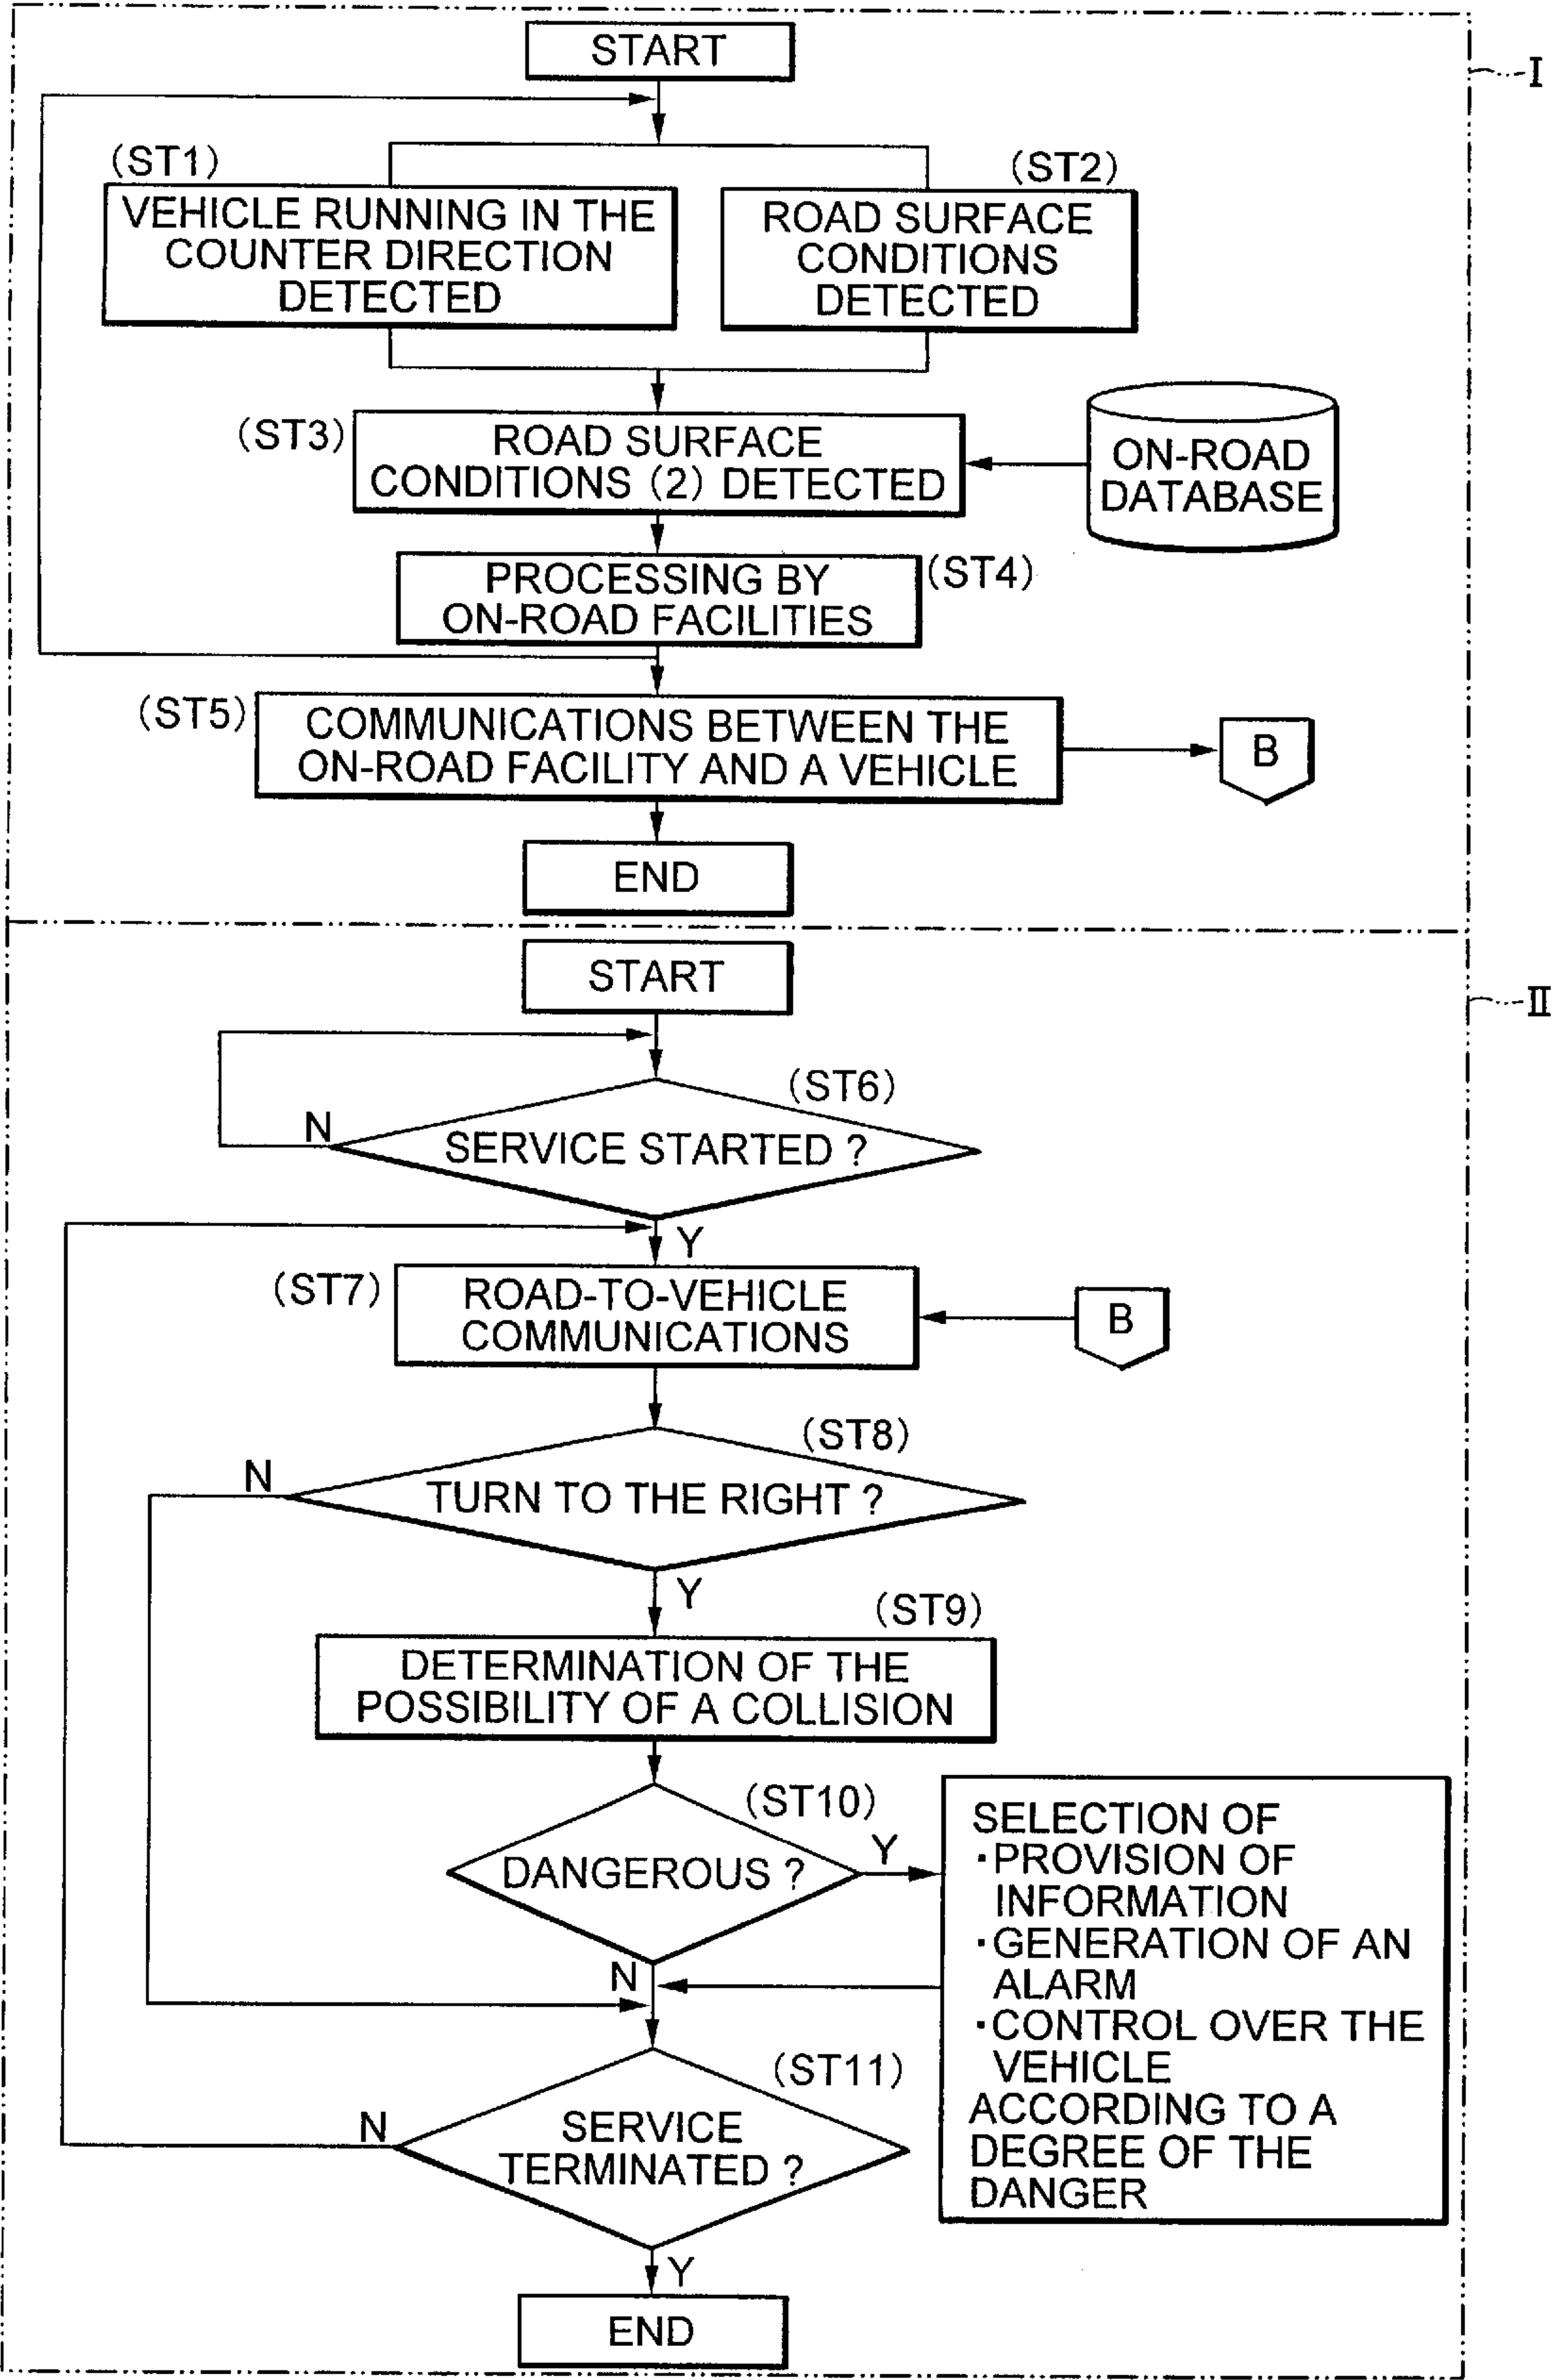 START
I
(ST1)
(ST2)
VEHICLE RUNNING IN THE
COUNTER DIRECTION
DETECTED
ROAD SURFACE
CONDITIONS
DETECTED
(ST3)
ROAD SURFACE
CONDITIONS (2) DETECTED
ON-ROAD
DATABASE
PROCESSING BY
ON-ROAD FACILITIES
(ST4)
(ST5)
COMMUNICATIONS BETWEEN THE
ON-ROAD FACILITY AND A VEHICLE
B
END
START
II
(ST6)
N
SERVICE STARTED ?
Y
(ST7)
ROAD-TO-VEHICLE
COMMUNICATIONS
B
(ST8)
N
TURN TO THE RIGHT ?
Y
(ST9)
DETERMINATION OF THE
POSSIBILITY OF A COLLISION
(ST10)
DANGEROUS ?
Y
N
SELECTION OF
・PROVISION OF
INFORMATION
・GENERATION OF AN
ALARM
・CONTROL OVER THE
VEHICLE
ACCORDING TO A
DEGREE OF THE
DANGER
(ST11)
N
SERVICE
TERMINATED ?
Y
END